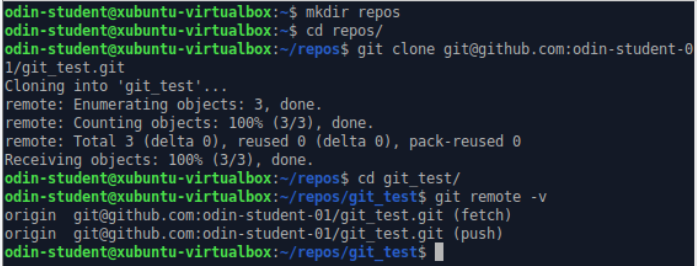 odin-student@xubuntu-virtualbox:~$ mkdir repos
odin-student@xubuntu-virtualbox:~$ cd repos/
odin-student@xubuntu-virtualbox:~/repos$ git clone git@github.com:odin-student-0
1/git_test.git
Cloning into 'git_test'...
remote: Enumerating objects: 3, done.
remote: Counting objects: 100% (3/3), done.
remote: Total 3 (delta 0), reused 0 (delta 0), pack-reused 0
Receiving objects: 100% (3/3), done.
odin-student@xubuntu-virtualbox:~/repos$ cd git_test/
odin-student@xubuntu-virtualbox:~/repos/git_test$ git remote -v
origin  git@github.com:odin-student-01/git_test.git (fetch)
origin  git@github.com:odin-student-01/git_test.git (push)
odin-student@xubuntu-virtualbox:~/repos/git_test$